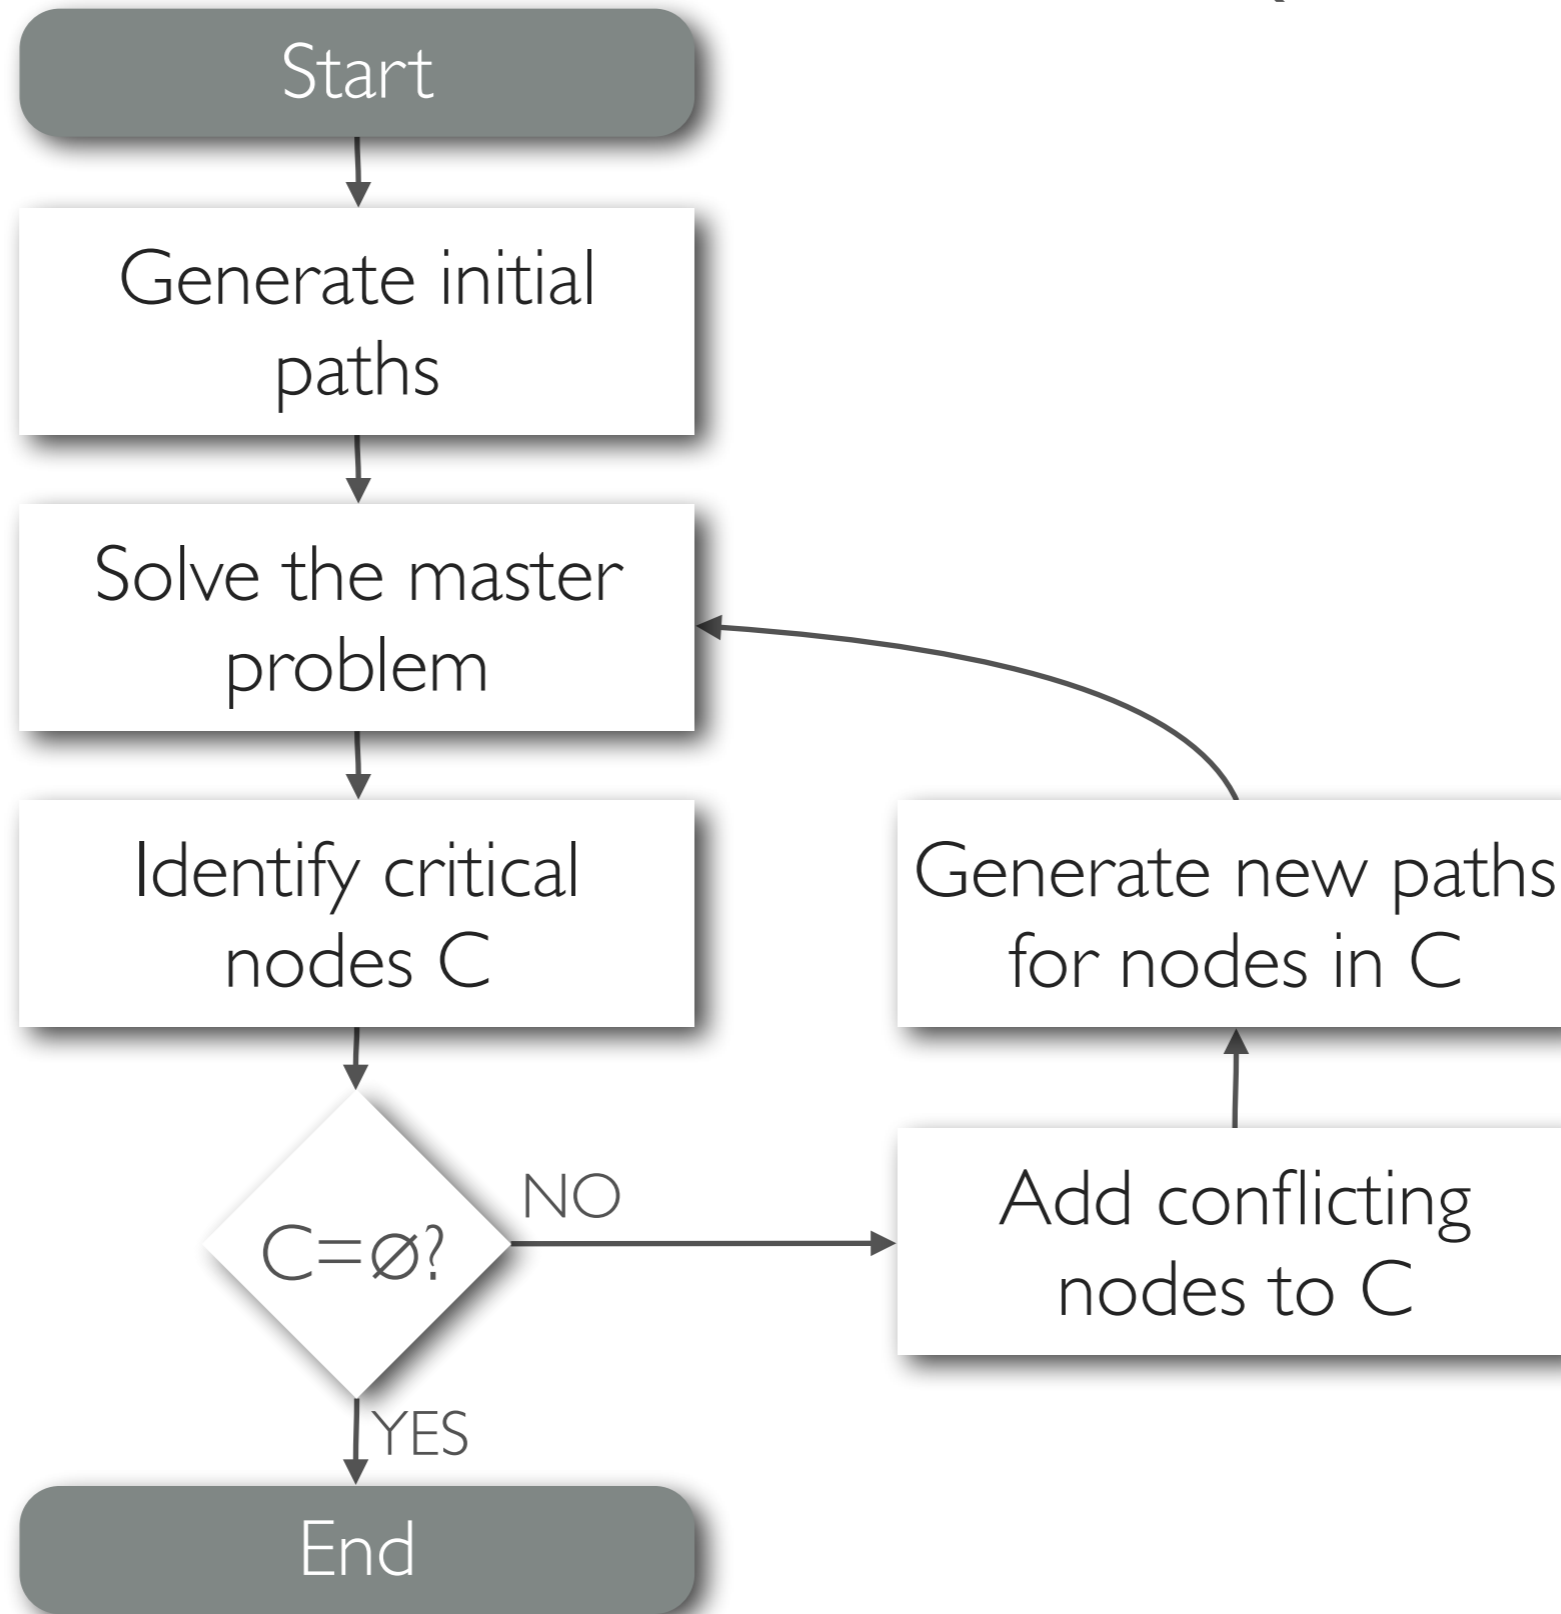 Start
Generate initial
paths
Solve the master
problem
Identify critical
nodes C
C=∅?
NO
YES
End
Generate new paths
for nodes in C
Add conflicting
nodes to C